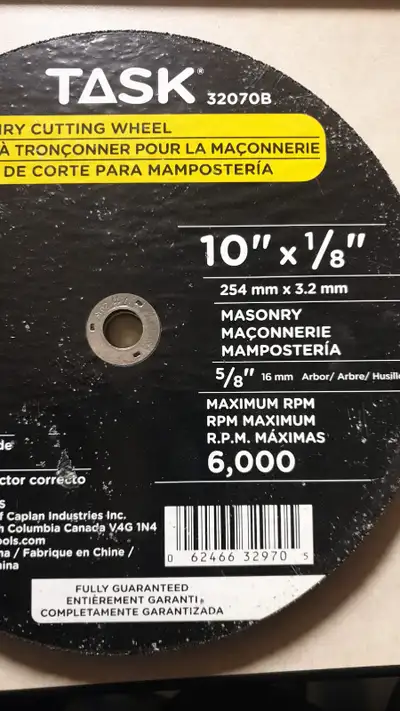 TASK® 32070B
RY CUTTING WHEEL
À TRONÇONNER POUR LA MAÇONNERIE
DE CORTE PARA MAMPOSTERÍA
10" x 1/8"
254 mm x 3.2 mm
MASONRY
MAÇONNERIE
MAMPOSTERÍA
5/8" 16 mm Arbor/ Arbre/ Husill
MAXIMUM RPM
RPM MAXIMUM
R.P.M. MÁXIMAS
6,000
de
ctor correcto
S
f Caplan Industries Inc.
h Columbia Canada V4G 1N4
ools.com
na / Fabrique en Chine /
hina
0 62466 32970 5
FULLY GUARANTEED
ENTIÈREMENT GARANTI
COMPLETAMENTE GARANTIZADA